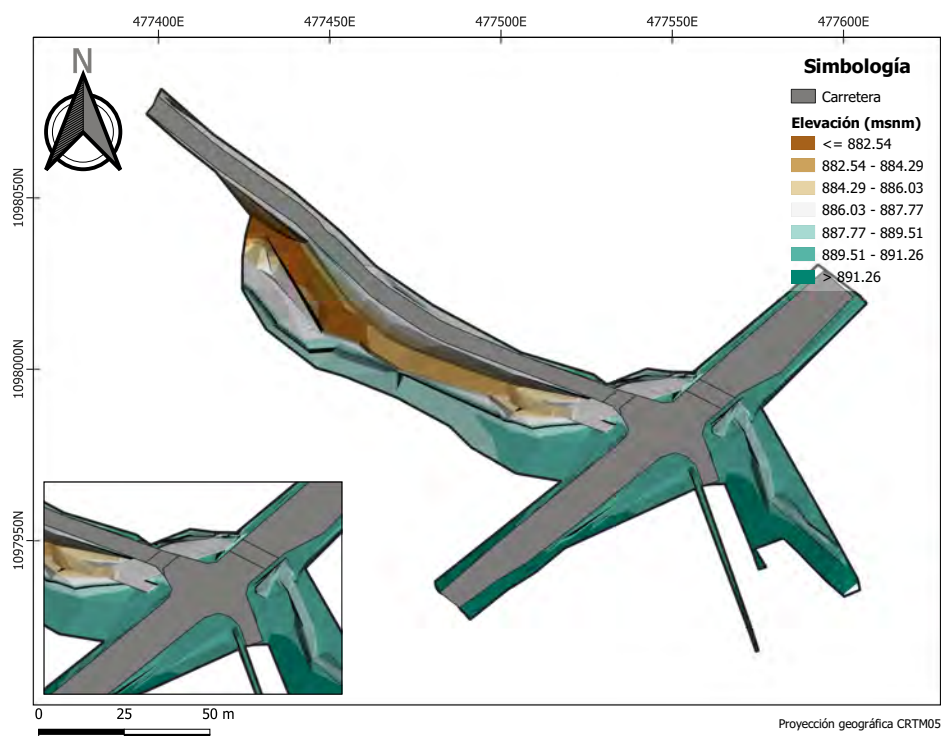 477400E 477450E 477500E 477550E 477600E
N
Simbología
Carretera
Elevación (msnm)
<= 882.54
882.54 - 884.29
884.29 - 886.03
886.03 - 887.77
887.77 - 889.51
889.51 - 891.26
> 891.26
1098050N
1098000N
1097950N
0 25 50 m
Proyección geográfica CRTM05